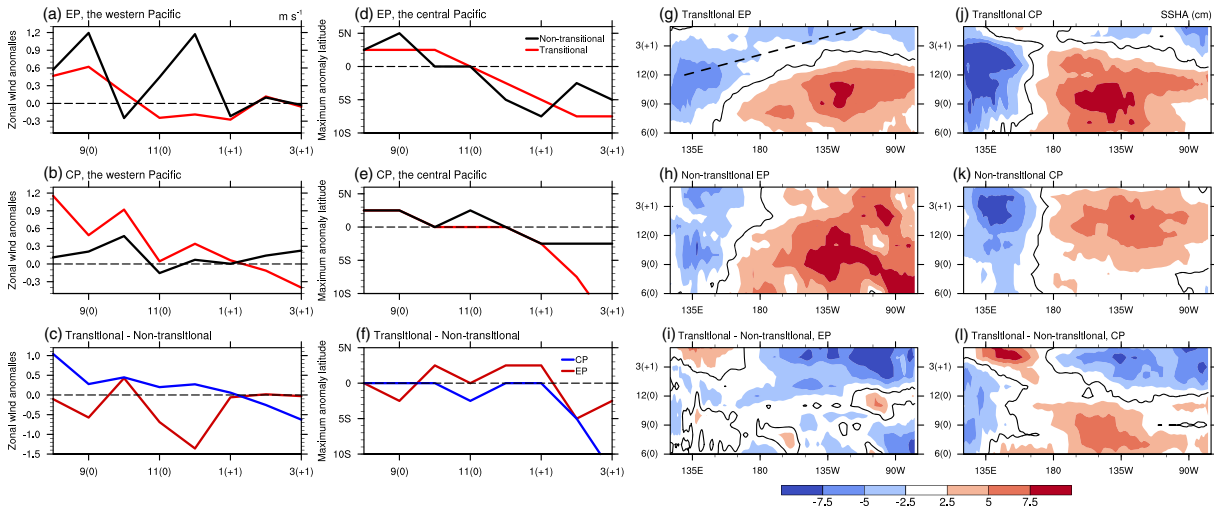 (a) EP, the western Pacific m s⁻¹
Zonal wind anomalies
1.2
0.9
0.6
0.3
0.0
-0.3
9(0) 11(0) 1(+1) 3(+1)
(b) CP, the western Pacific
Zonal wind anomalies
1.2
0.9
0.6
0.3
0.0
-0.3
9(0) 11(0) 1(+1) 3(+1)
(c) Transitional - Non-transitional
Zonal wind anomalies
1.0
0.5
0.0
-0.5
-1.0
-1.5
9(0) 11(0) 1(+1) 3(+1)
(d) EP, the central Pacific
Maximum anomaly latitude
5N
0
5S
10S
Non-transitional
Transitional
9(0) 11(0) 1(+1) 3(+1)
(e) CP, the central Pacific
Maximum anomaly latitude
5N
0
5S
10S
9(0) 11(0) 1(+1) 3(+1)
(f) Transitional - Non-transitional
Maximum anomaly latitude
5N
0
5S
10S
CP
EP
9(0) 11(0) 1(+1) 3(+1)
(g) Transitional EP
3(+1)
12(0)
9(0)
6(0)
135E 180 135W 90W
(h) Non-transitional EP
3(+1)
12(0)
9(0)
6(0)
135E 180 135W 90W
(i) Transitional - Non-transitional, EP
3(+1)
12(0)
9(0)
6(0)
135E 180 135W 90W
(j) Transitional CP SSHA (cm)
3(+1)
12(0)
9(0)
6(0)
135E 180 135W 90W
(k) Non-transitional CP
3(+1)
12(0)
9(0)
6(0)
135E 180 135W 90W
(l) Transitional - Non-transitional, CP
3(+1)
12(0)
9(0)
6(0)
135E 180 135W 90W
-7.5 -5 -2.5 2.5 5 7.5